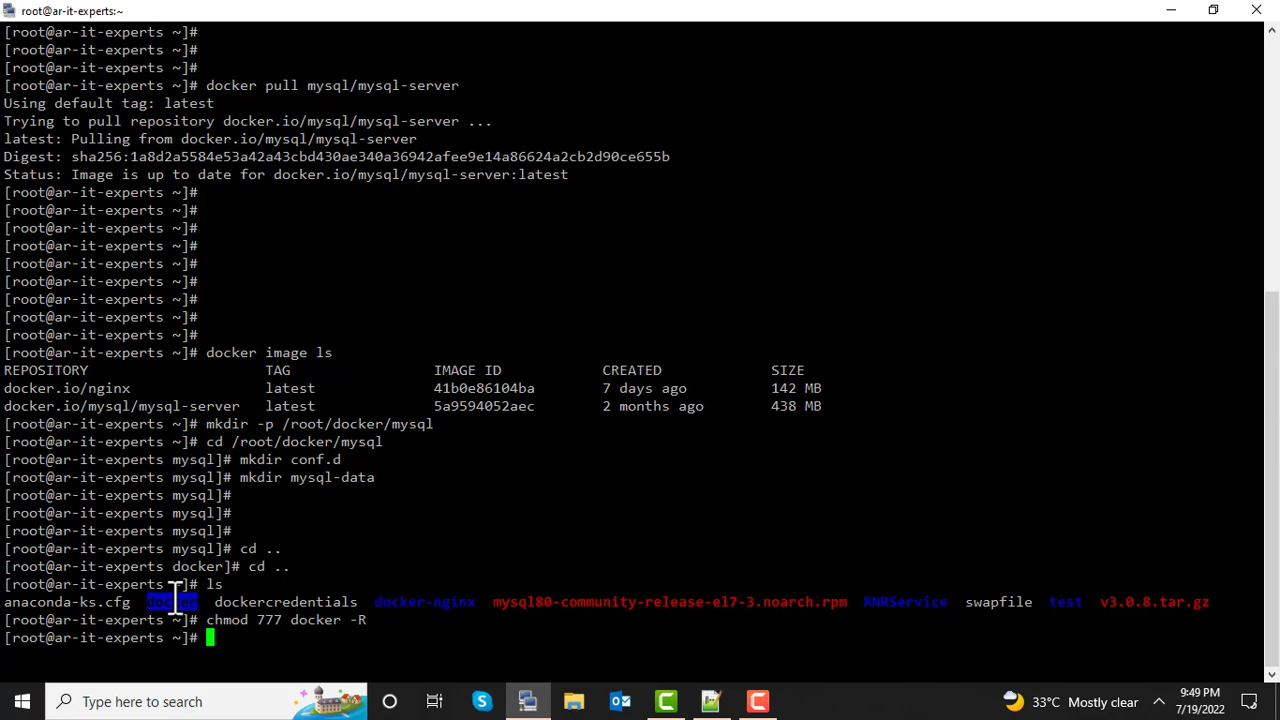 root@ar-it-experts:~
[root@ar-it-experts ~]#
[root@ar-it-experts ~]#
[root@ar-it-experts ~]#
[root@ar-it-experts ~]# docker pull mysql/mysql-server
Using default tag: latest
Trying to pull repository docker.io/mysql/mysql-server ...
latest: Pulling from docker.io/mysql/mysql-server
Digest: sha256:1a8d2a5584e53a42a43cbd430ae340a36942afee9e14a86624a2cb2d90ce655b
Status: Image is up to date for docker.io/mysql/mysql-server:latest
[root@ar-it-experts ~]#
[root@ar-it-experts ~]#
[root@ar-it-experts ~]#
[root@ar-it-experts ~]#
[root@ar-it-experts ~]#
[root@ar-it-experts ~]#
[root@ar-it-experts ~]#
[root@ar-it-experts ~]#
[root@ar-it-experts ~]#
[root@ar-it-experts ~]# docker image ls
REPOSITORY TAG IMAGE ID CREATED SIZE
docker.io/nginx latest 41b0e86104ba 7 days ago 142 MB
docker.io/mysql/mysql-server latest 5a9594052aec 2 months ago 438 MB
[root@ar-it-experts ~]# mkdir -p /root/docker/mysql
[root@ar-it-experts ~]# cd /root/docker/mysql
[root@ar-it-experts mysql]# mkdir conf.d
[root@ar-it-experts mysql]# mkdir mysql-data
[root@ar-it-experts mysql]#
[root@ar-it-experts mysql]#
[root@ar-it-experts mysql]#
[root@ar-it-experts mysql]# cd ..
[root@ar-it-experts docker]# cd ..
[root@ar-it-experts ~]# ls
anaconda-ks.cfg docker dockercredentials docker-nginx mysql80-community-release-el7-3.noarch.rpm RNRService swapfile test v3.0.8.tar.gz
[root@ar-it-experts ~]# chmod 777 docker -R
[root@ar-it-experts ~]#
Type here to search
33°C Mostly clear
9:49 PM
7/19/2022